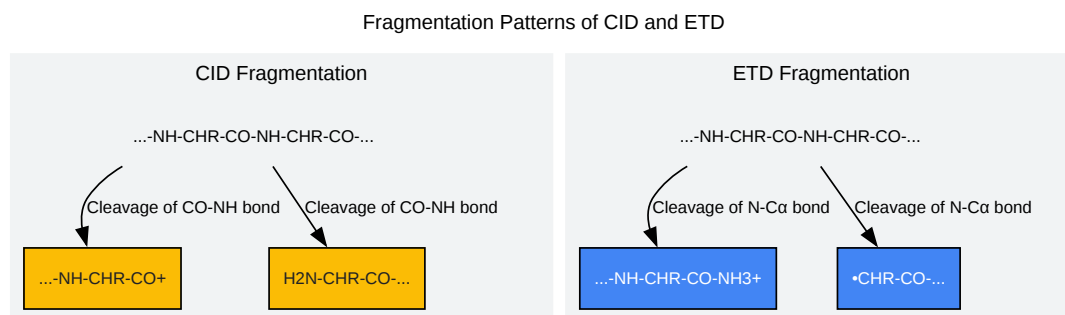 Fragmentation Patterns of CID and ETD
CID Fragmentation
...-NH-CHR-CO-NH-CHR-CO-...
Cleavage of CO-NH bond
Cleavage of CO-NH bond
...-NH-CHR-CO+
H2N-CHR-CO-...
ETD Fragmentation
...-NH-CHR-CO-NH-CHR-CO-...
Cleavage of N-Cα bond
Cleavage of N-Cα bond
...-NH-CHR-CO-NH3+
•CHR-CO-...